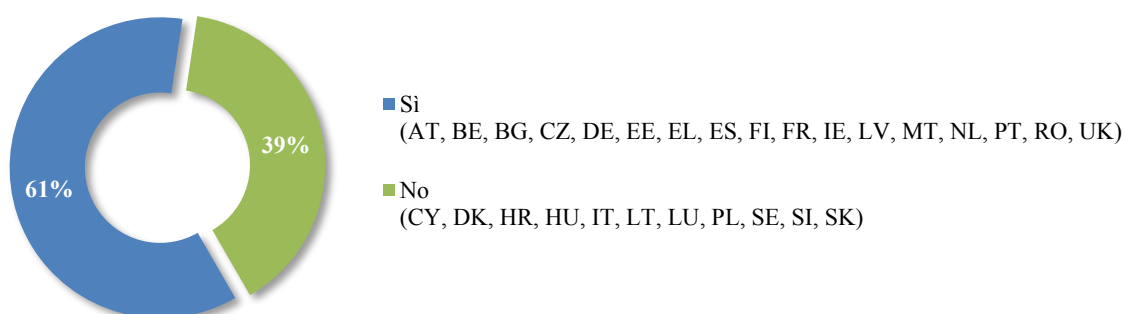 61%
39%
Sì
(AT, BE, BG, CZ, DE, EE, EL, ES, FI, FR, IE, LV, MT, NL, PT, RO, UK)
No
(CY, DK, HR, HU, IT, LT, LU, PL, SE, SI, SK)